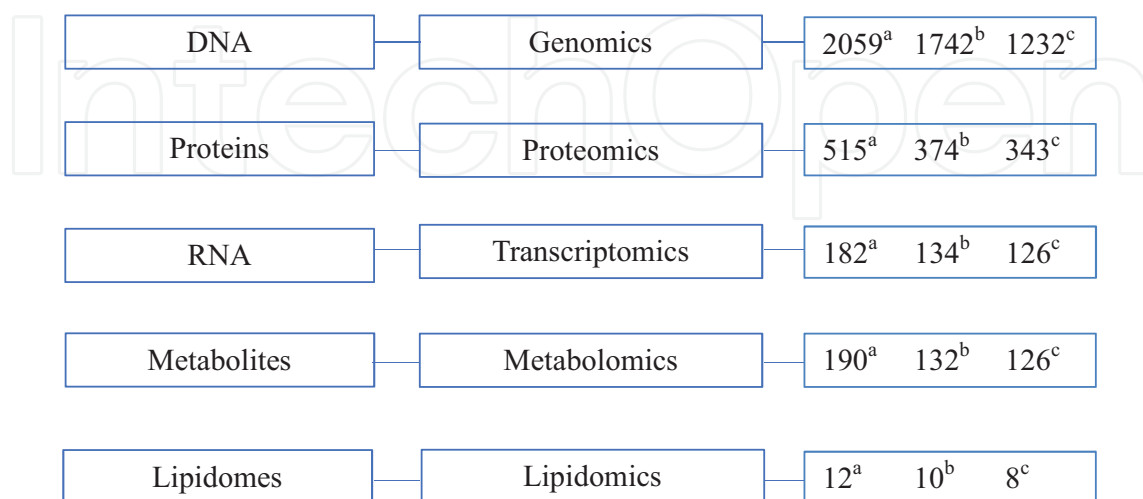 IntechOpen
DNA Genomics 2059ᵃ 1742ᵇ 1232ᶜ
Proteins Proteomics 515ᵃ 374ᵇ 343ᶜ
RNA Transcriptomics 182ᵃ 134ᵇ 126ᶜ
Metabolites Metabolomics 190ᵃ 132ᵇ 126ᶜ
Lipidomes Lipidomics 12ᵃ 10ᵇ 8ᶜ